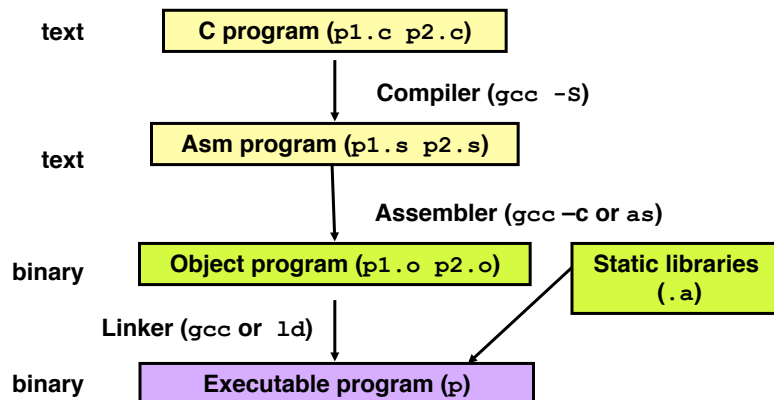 text
C program (p1.c p2.c)
Compiler (gcc -S)
text
Asm program (p1.s p2.s)
Assembler (gcc –c or as)
binary
Object program (p1.o p2.o)
Static libraries
(.a)
Linker (gcc or ld)
binary
Executable program (p)